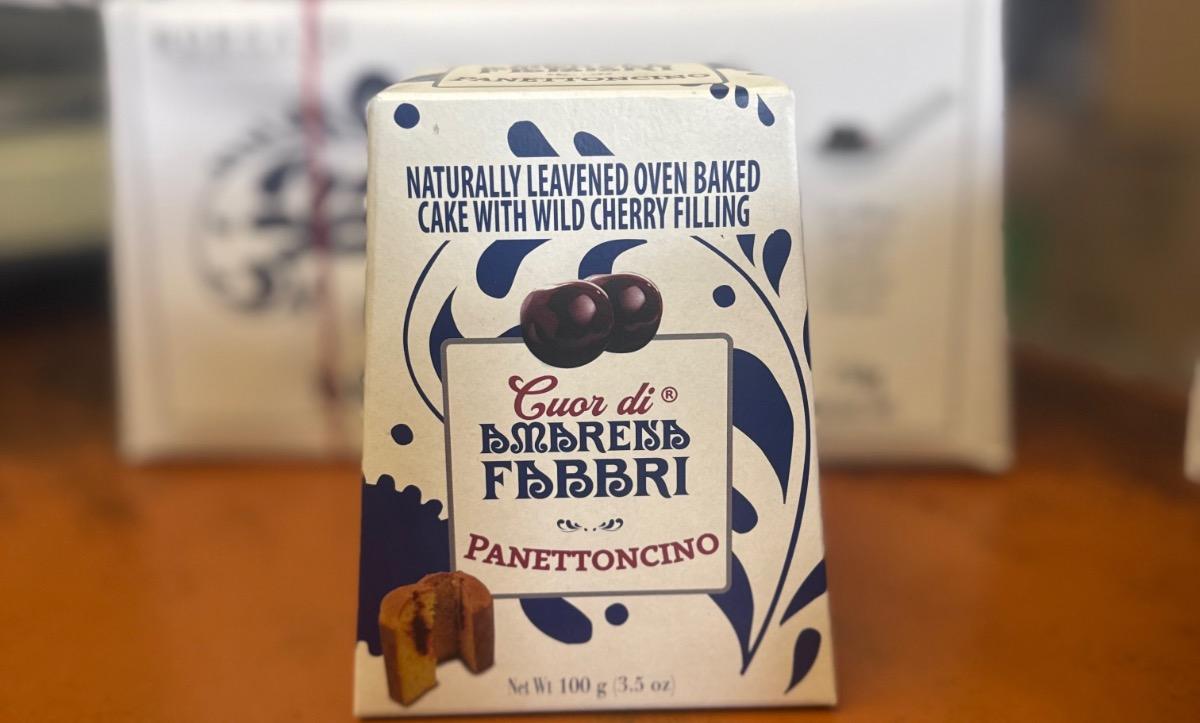 PANETTONCINO
NATURALLY LEAVENED OVEN BAKED
CAKE WITH WILD CHERRY FILLING
Cuor di ®
AMARENA
FABBRI
PANETTONCINO
Net Wt 100 g (3.5 oz)